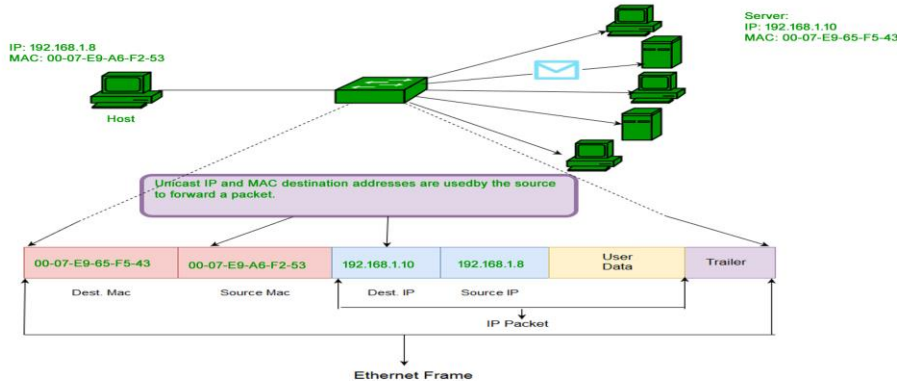 Server:
IP: 192.168.1.10
MAC: 00-07-E9-65-F5-43
IP: 192.168.1.8
MAC: 00-07-E9-A6-F2-53
Host
Unicast IP and MAC destination addresses are usedby the source
to forward a packet.
00-07-E9-65-F5-43 00-07-E9-A6-F2-53 192.168.1.10 192.168.1.8 User Data Trailer
Dest. Mac Source Mac Dest. IP Source IP
IP Packet
Ethernet Frame